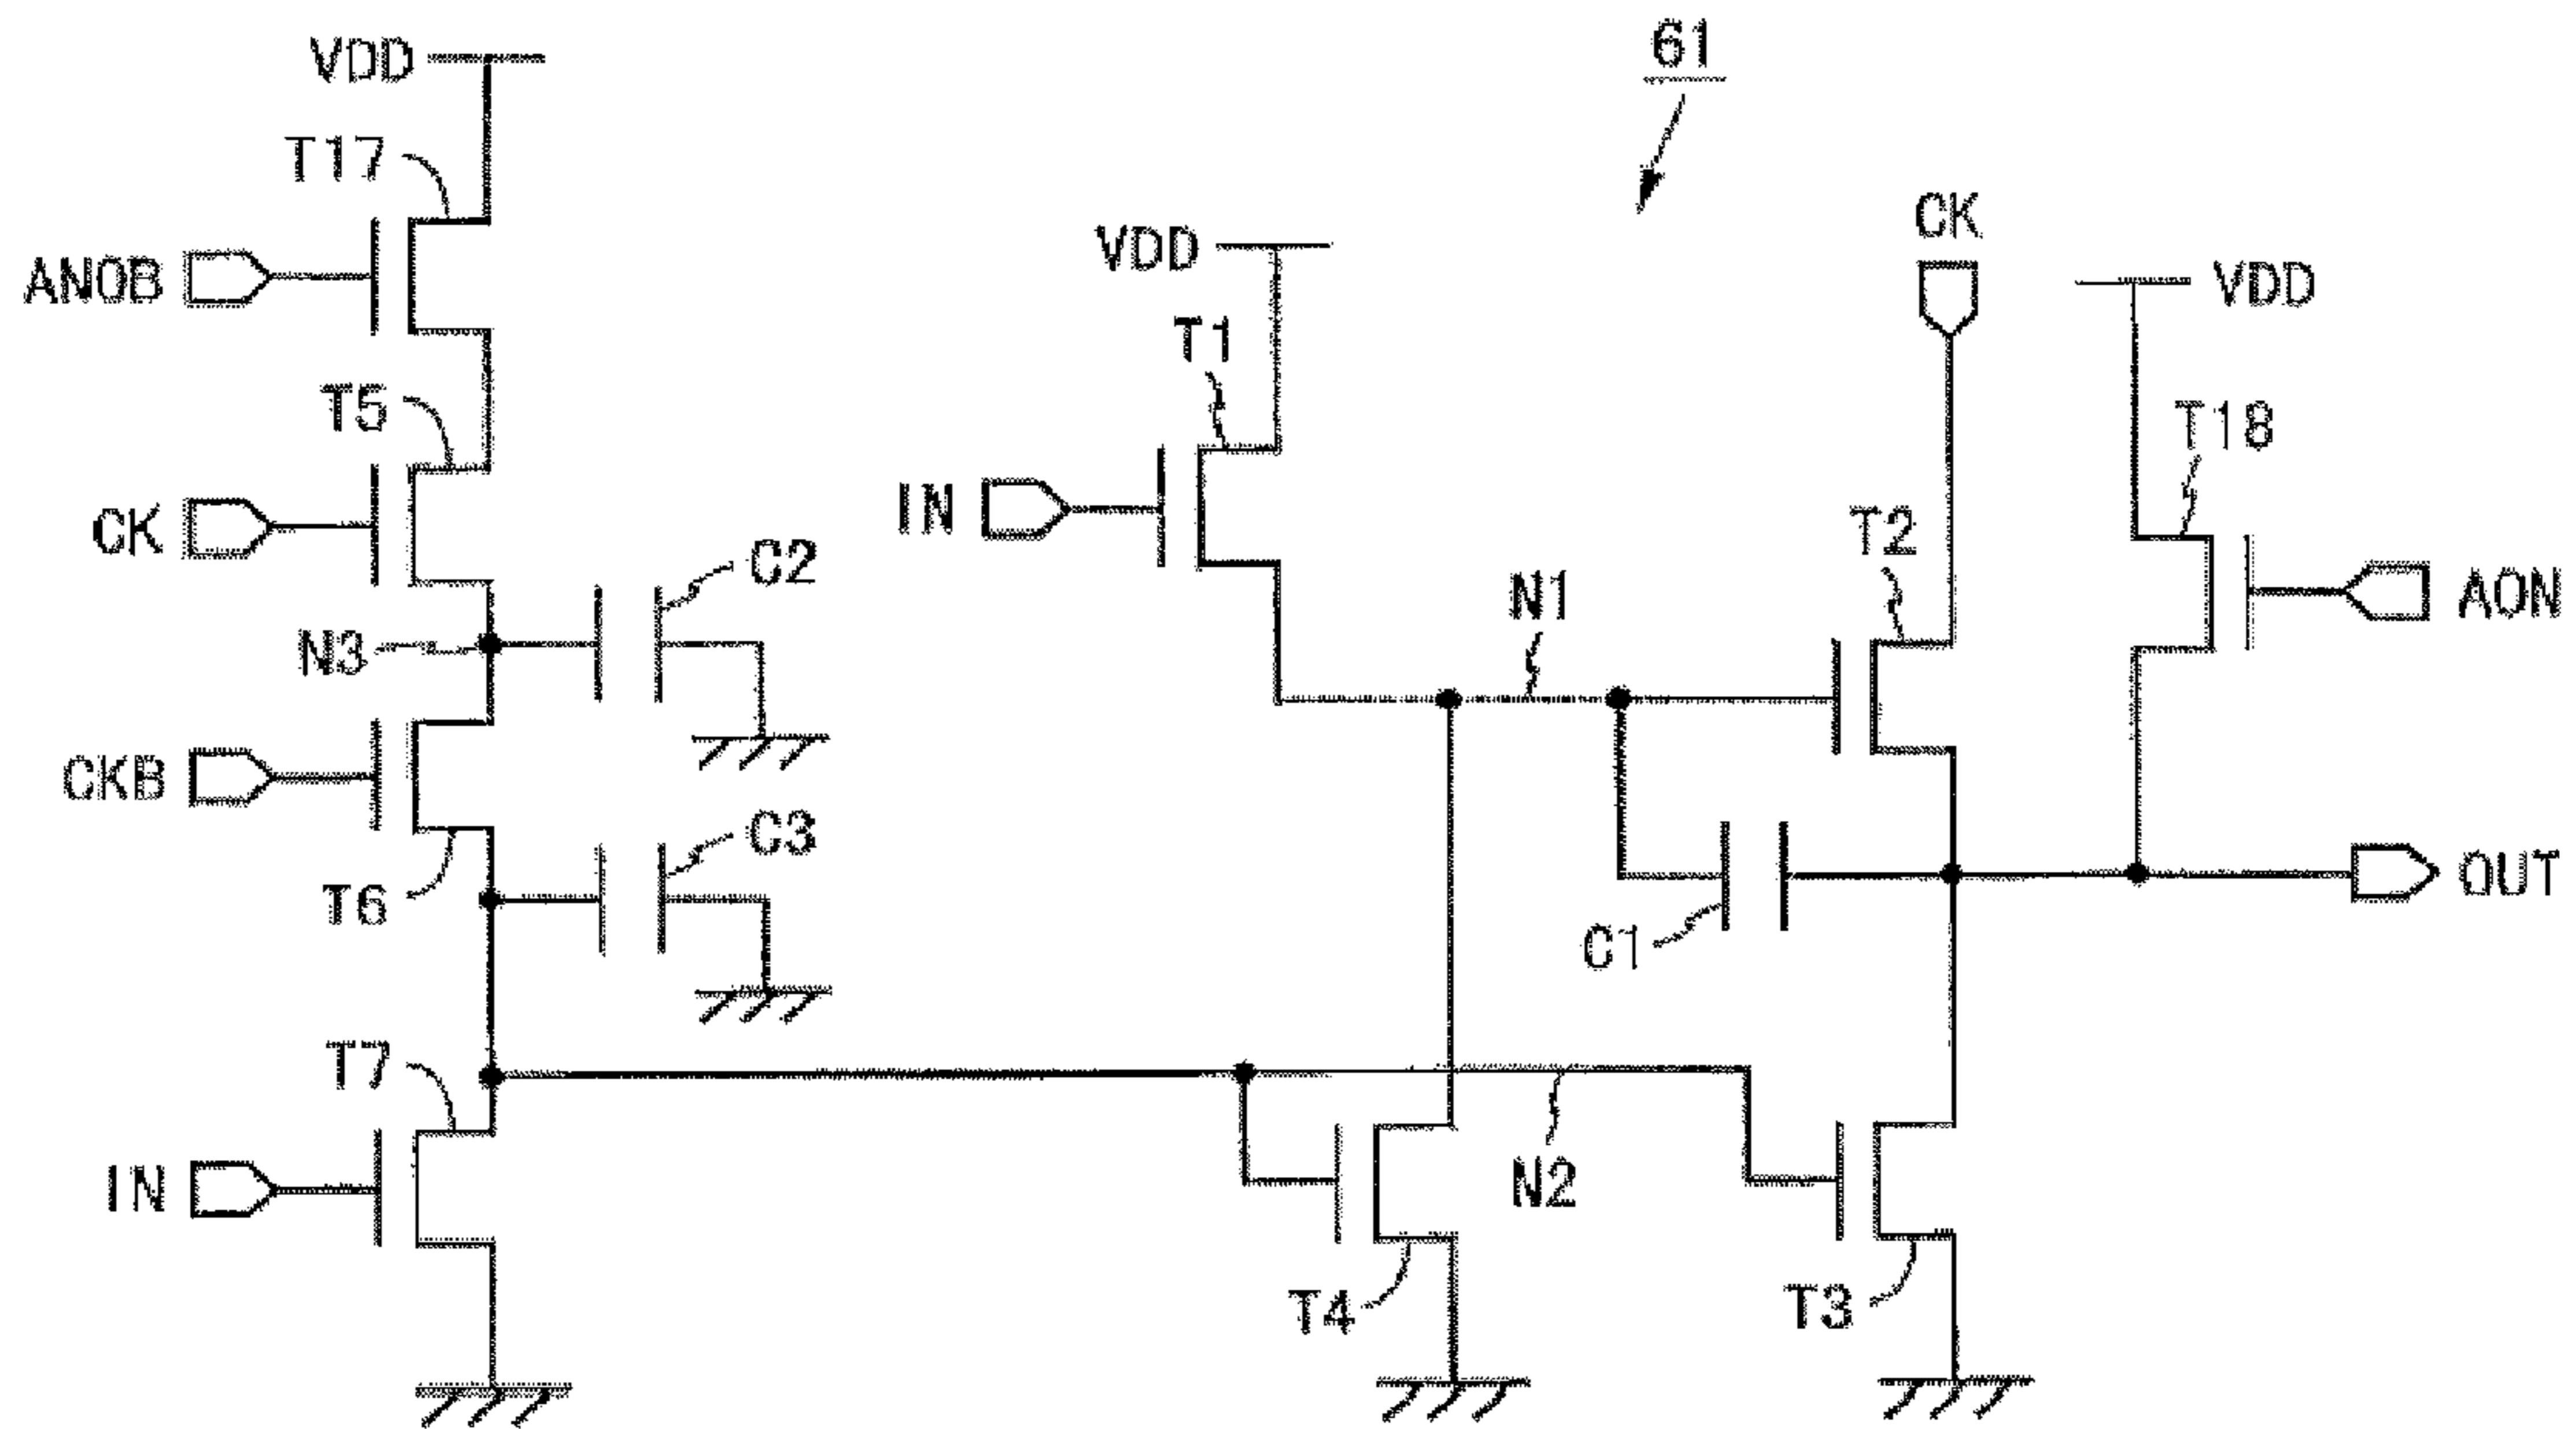 61
VDD
T17
ANOB
VDD
CK
VDD
T1
T5
T18
CK
IN
T2
C2
N1
AON
N3
CKB
C3
T6
OUT
C1
T7
N2
IN
T4
T3